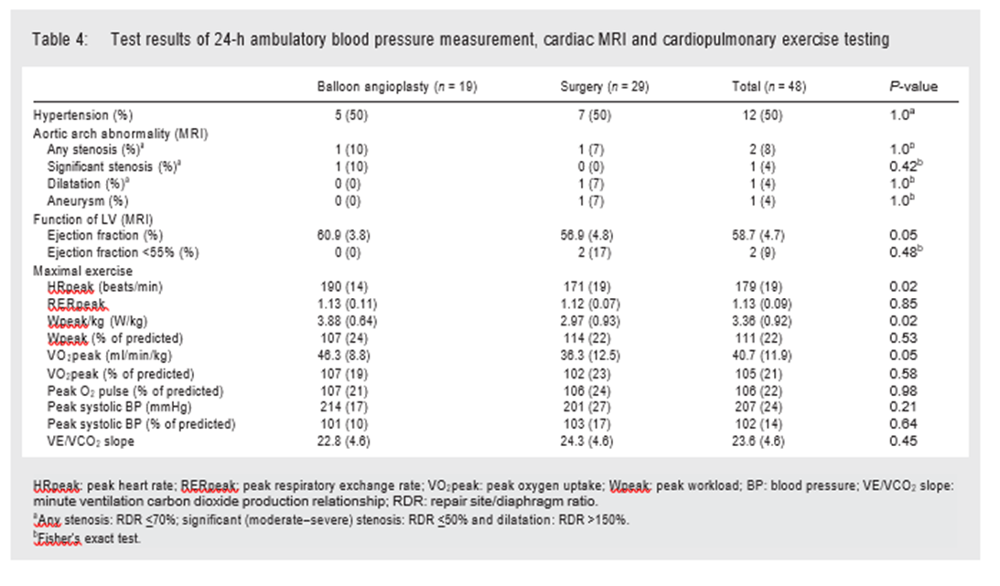 Table 4: Test results of 24-h ambulatory blood pressure measurement, cardiac MRI and cardiopulmonary exercise testing
Balloon angioplasty (n = 19) Surgery (n = 29) Total (n = 48) P-value
Hypertension (%) 5 (50) 7 (50) 12 (50) 1.0ᵃ
Aortic arch abnormality (MRI)
Any stenosis (%)ᵃ 1 (10) 1 (7) 2 (8) 1.0ᵇ
Significant stenosis (%)ᵃ 1 (10) 0 (0) 1 (4) 0.42ᵇ
Dilatation (%)ᵃ 0 (0) 1 (7) 1 (4) 1.0ᵇ
Aneurysm (%) 0 (0) 1 (7) 1 (4) 1.0ᵇ
Function of LV (MRI)
Ejection fraction (%) 60.9 (3.8) 56.9 (4.8) 58.7 (4.7) 0.05
Ejection fraction <55% (%) 0 (0) 2 (17) 2 (9) 0.48ᵇ
Maximal exercise
HRpeak (beats/min) 190 (14) 171 (19) 179 (19) 0.02
RERpeak 1.13 (0.11) 1.12 (0.07) 1.13 (0.09) 0.85
Wpeak/kg (W/kg) 3.88 (0.64) 2.97 (0.93) 3.36 (0.92) 0.02
Wpeak (% of predicted) 107 (24) 114 (22) 111 (22) 0.53
VO₂peak (ml/min/kg) 46.3 (8.8) 36.3 (12.5) 40.7 (11.9) 0.05
VO₂peak (% of predicted) 107 (19) 102 (23) 105 (21) 0.58
Peak O₂ pulse (% of predicted) 107 (21) 106 (24) 106 (22) 0.98
Peak systolic BP (mmHg) 214 (17) 201 (27) 207 (24) 0.21
Peak systolic BP (% of predicted) 101 (10) 103 (17) 102 (14) 0.64
VE/VCO₂ slope 22.8 (4.6) 24.3 (4.6) 23.6 (4.6) 0.45
HRpeak: peak heart rate; RERpeak: peak respiratory exchange rate; VO₂peak: peak oxygen uptake; Wpeak: peak workload; BP: blood pressure; VE/VCO₂ slope:
minute ventilation carbon dioxide production relationship; RDR: repair site/diaphragm ratio.
ᵃAny stenosis: RDR ≤70%; significant (moderate–severe) stenosis: RDR ≤50% and dilatation: RDR >150%.
ᵇFisher's exact test.